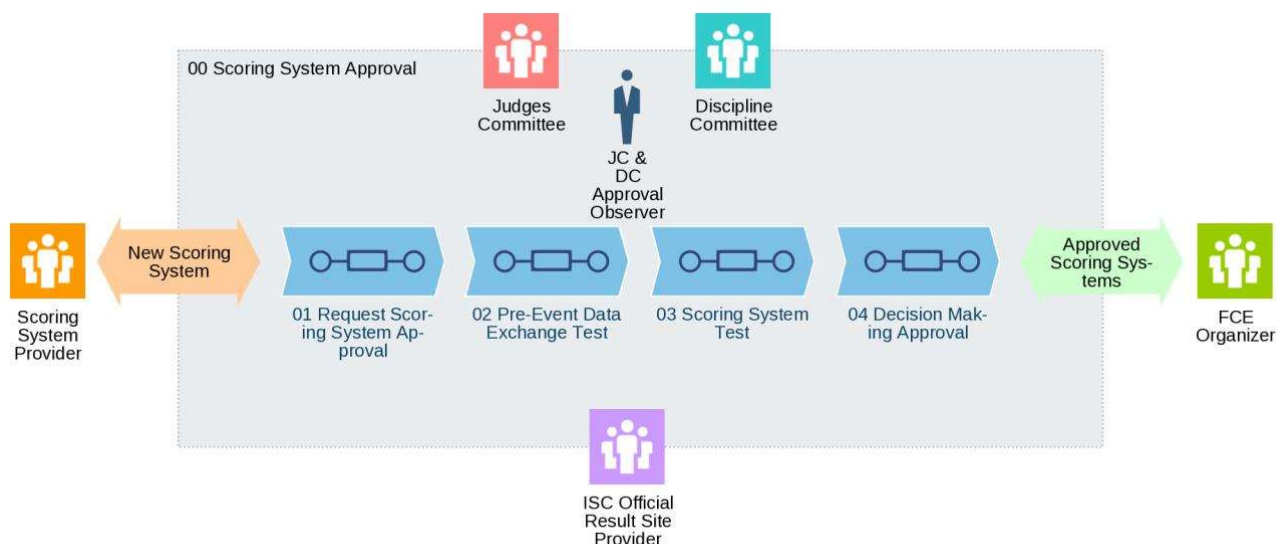 00 Scoring System Approval
Judges
Committee
Discipline
Committee
JC &
DC
Approval
Observer
New Scoring
System
Approved
Scoring Sys-
tems
Scoring
System
Provider
01 Request Scor-
ing System Ap-
proval
02 Pre-Event Data
Exchange Test
03 Scoring System
Test
04 Decision Mak-
ing Approval
FCE
Organizer
ISC Official
Result Site
Provider